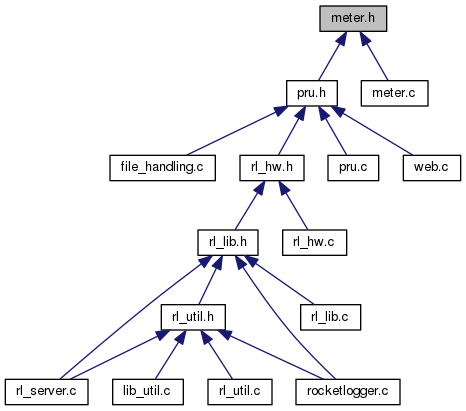 meter.h
pru.h
meter.c
file_handling.c
rl_hw.h
pru.c
web.c
rl_lib.h
rl_hw.c
rl_util.h
rl_lib.c
rl_server.c
lib_util.c
rl_util.c
rocketlogger.c